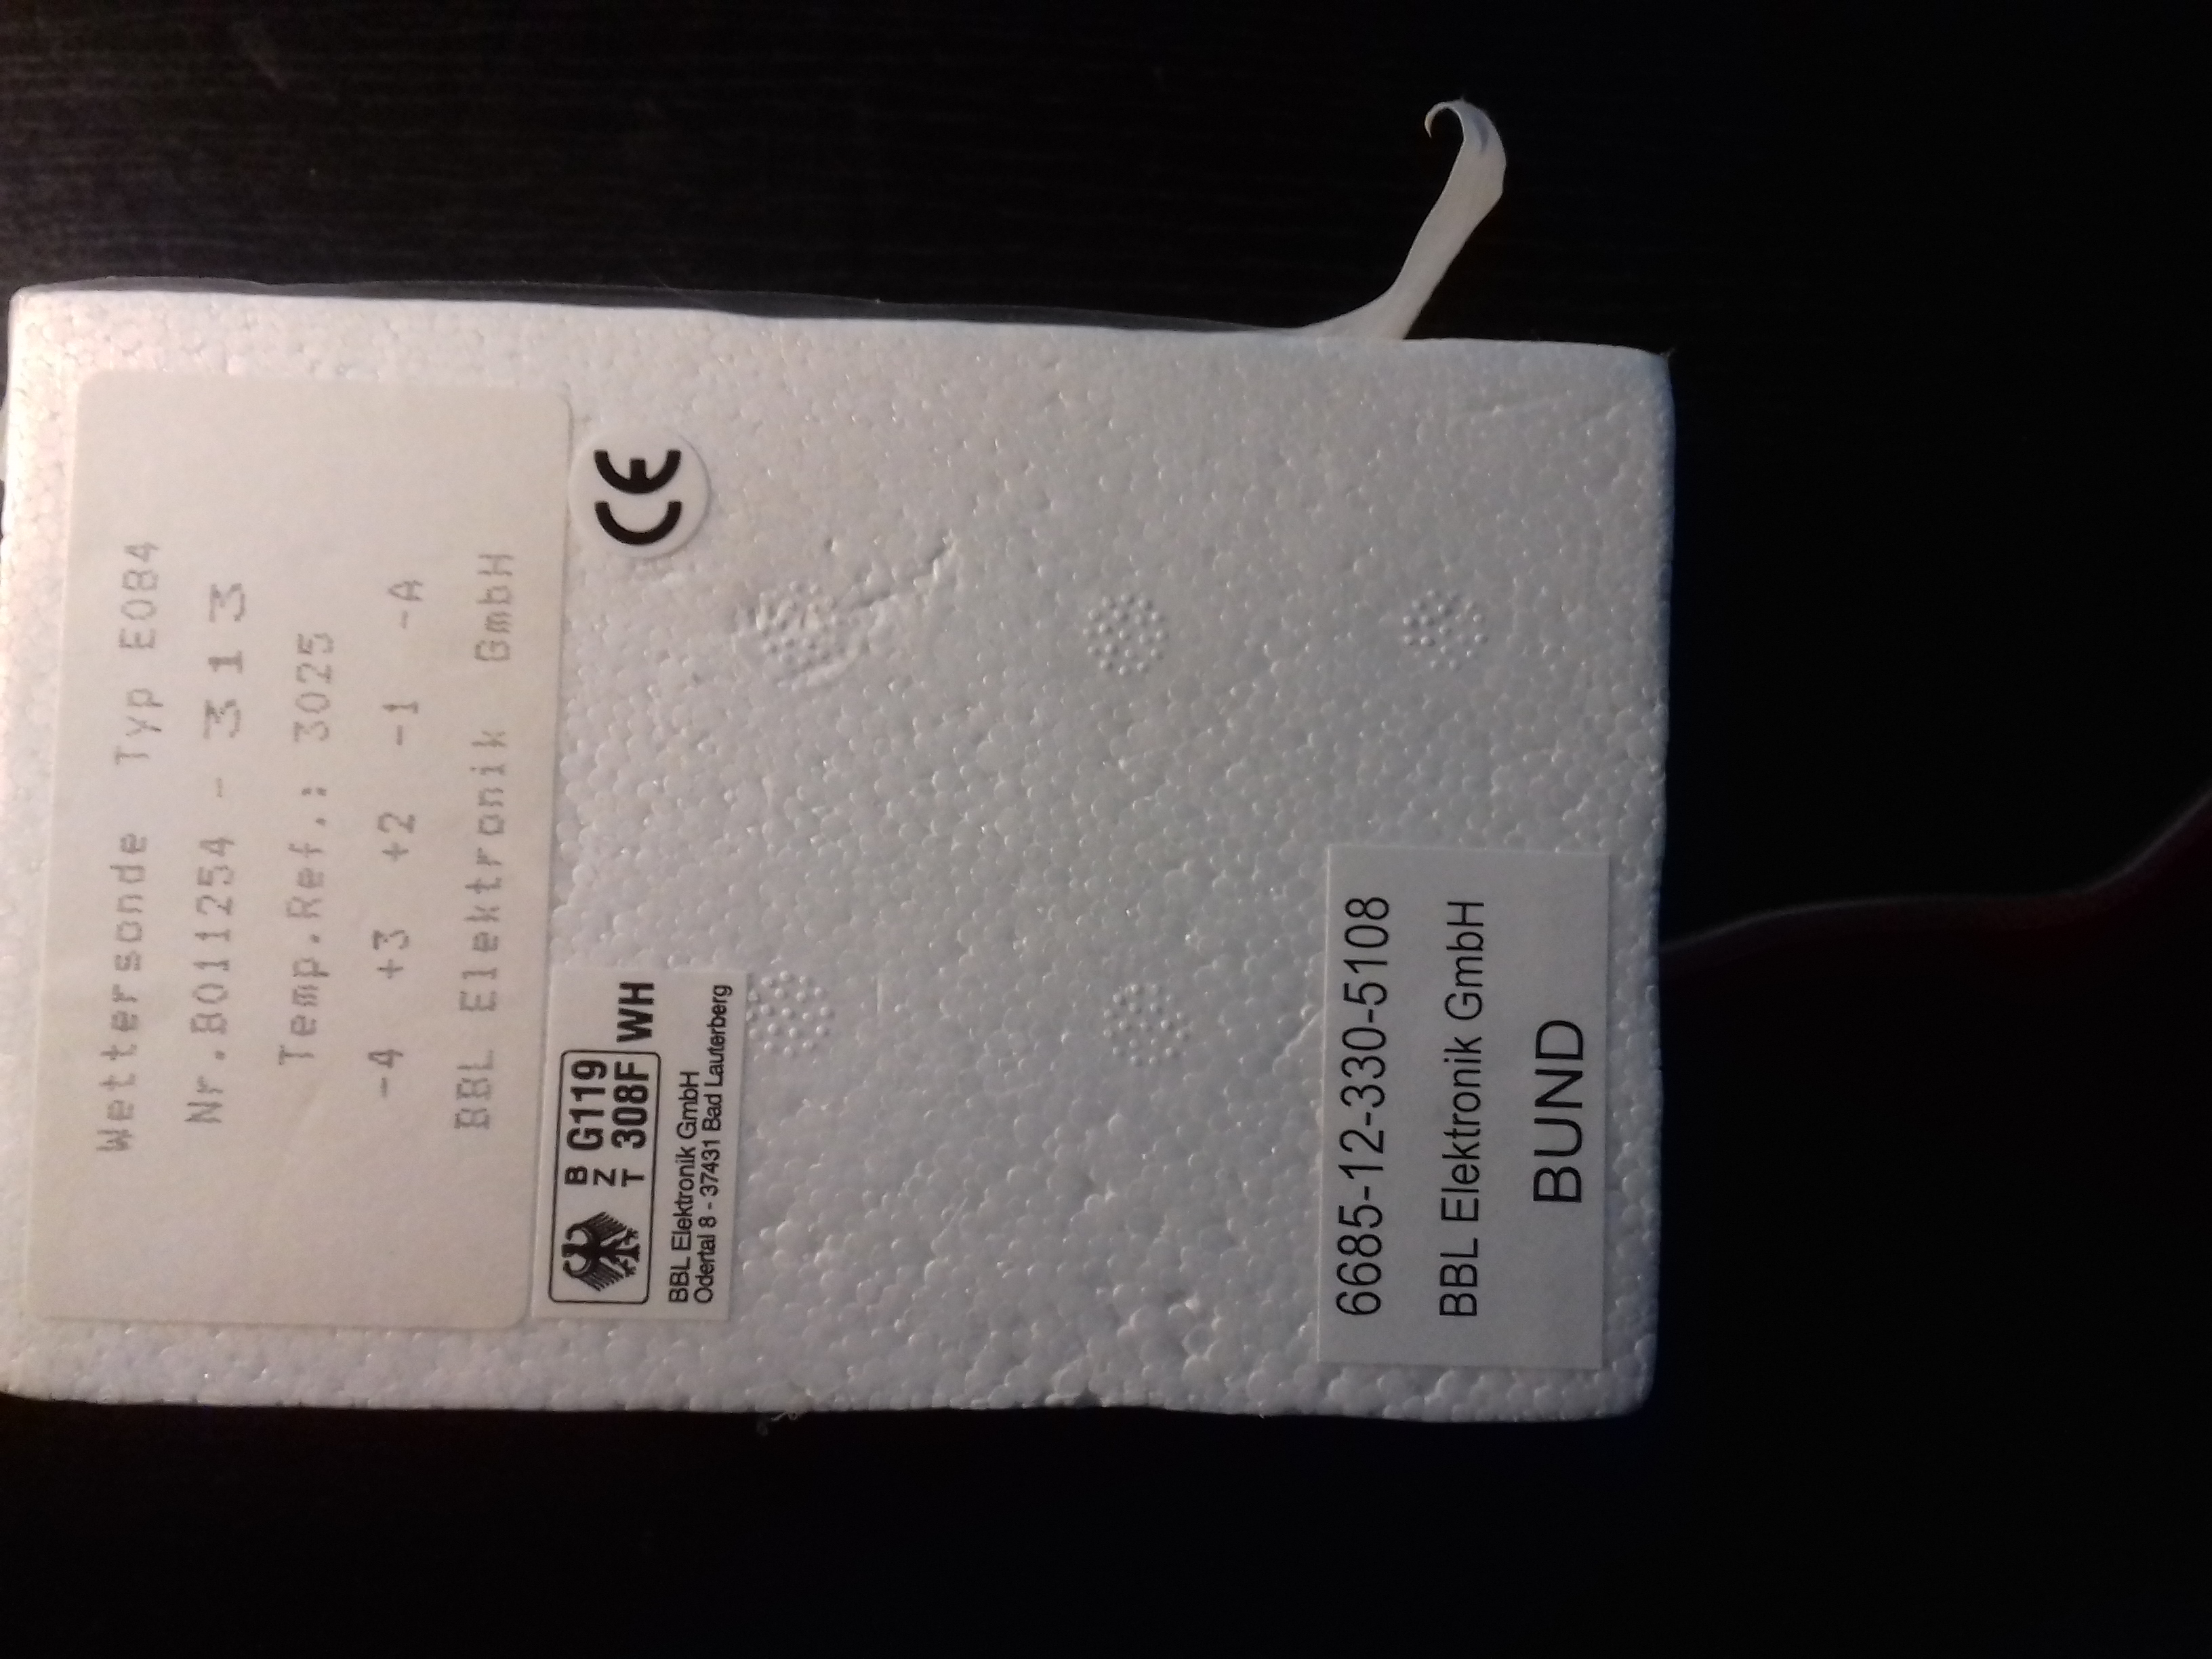 Wettersonde Typ E084
Nr.B011254 - 313
Temp.Ref.: 3025
-4 +3 +2 -1 -A
BBL Elektronik GmbH
CE
B
Z
T
G119
308F
WH
BBL Elektronik GmbH
Odertal 8 - 37431 Bad Lauterberg
6685-12-330-5108
BBL Elektronik GmbH
BUND